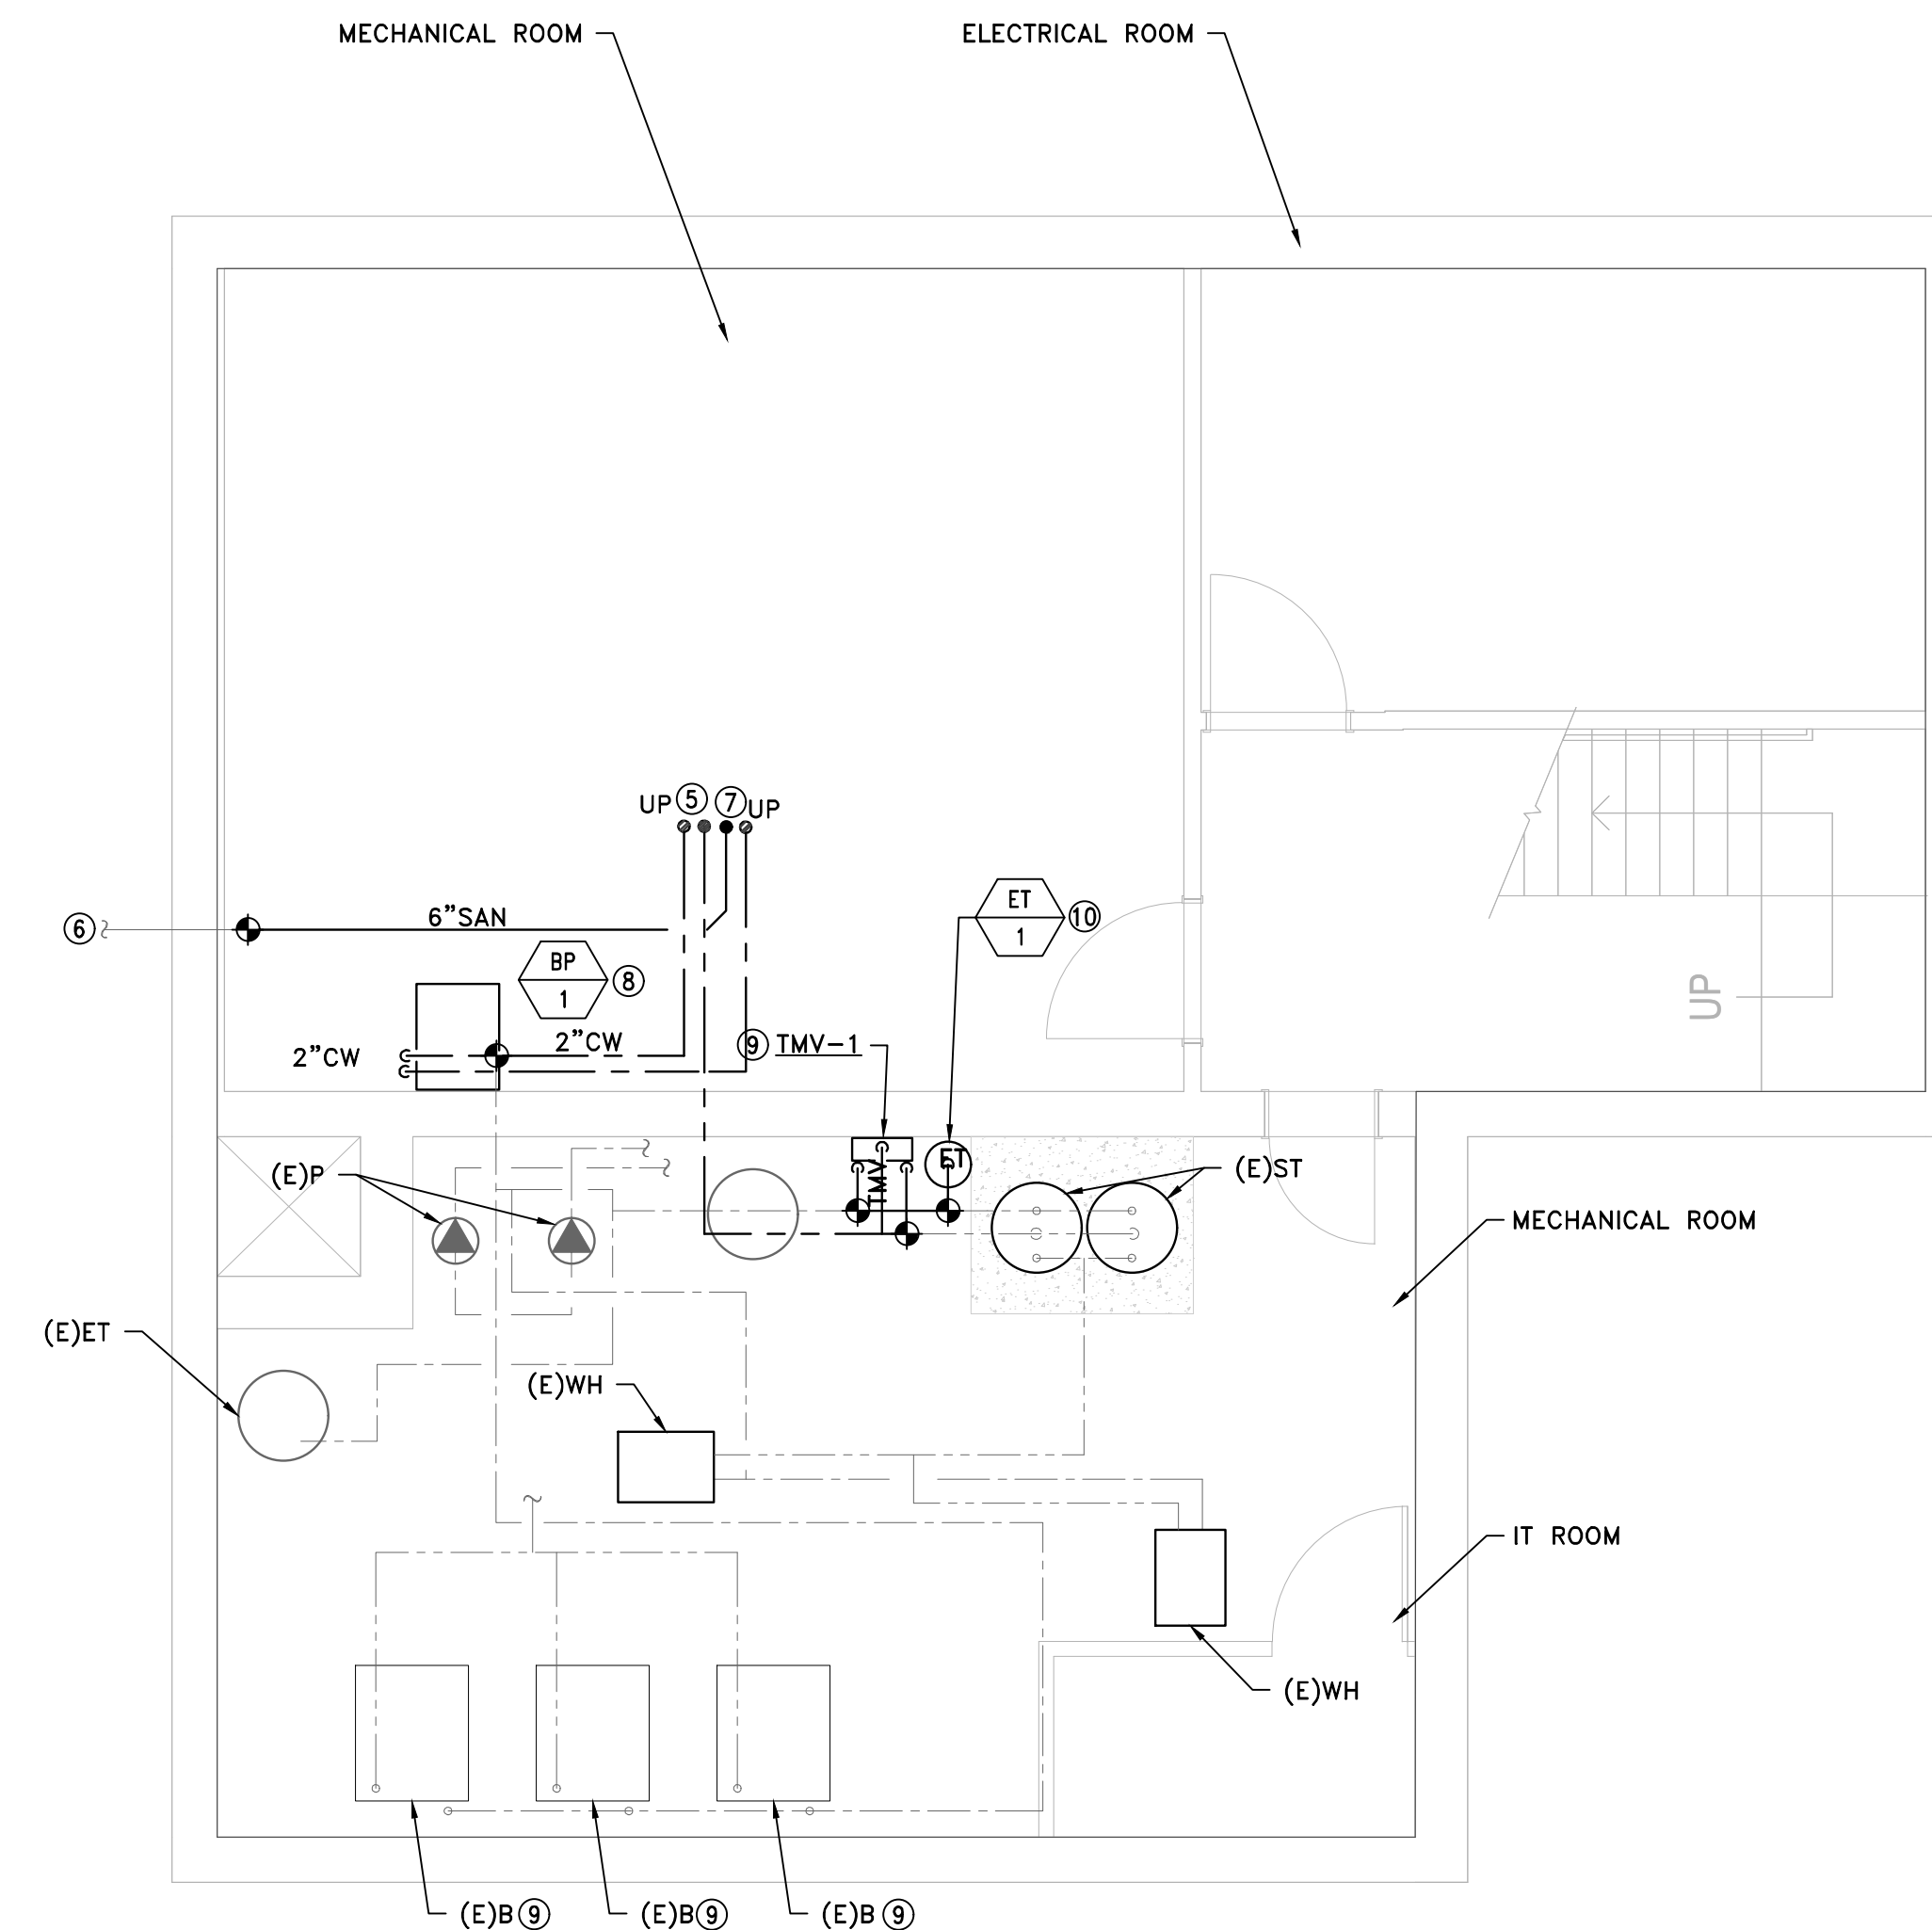 MECHANICAL ROOM
ELECTRICAL ROOM
UP
5
7
UP
6
6"SAN
ET
1
10
BP
1
8
2"CW
2"CW
9
TMV-1
UP
TMV
ET
(E)P
(E)ST
MECHANICAL ROOM
(E)ET
(E)WH
IT ROOM
(E)WH
(E)B 9
(E)B 9
(E)B 9